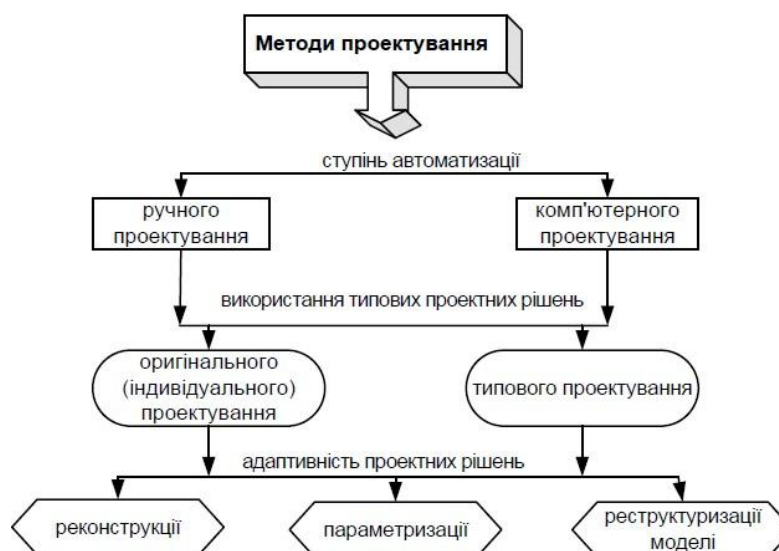 Методи проектування
ступінь автоматизації
ручного
проектування
комп'ютерного
проектування
використання типових проектних рішень
оригінального
(індивідуального)
проектування
типового проектування
адаптивність проектних рішень
реконструкції
параметризації
реструктуризації
моделі